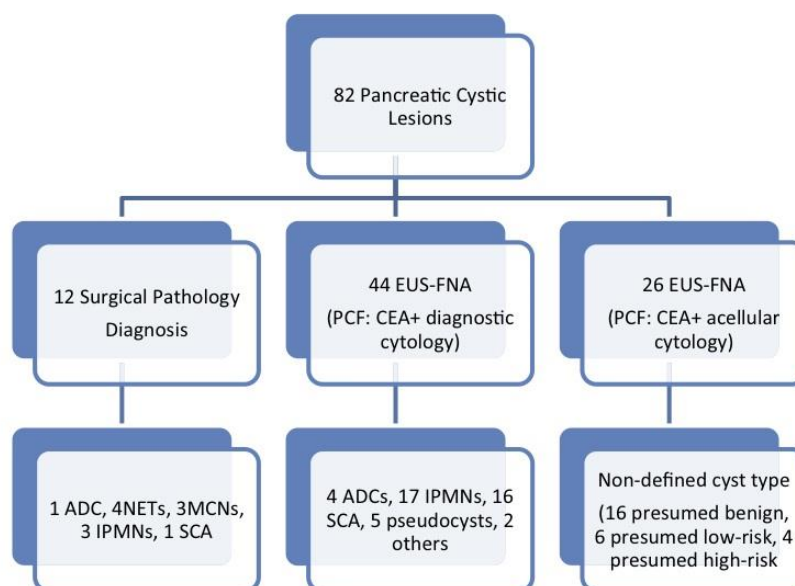 82 Pancreatic Cystic
Lesions
12 Surgical Pathology
Diagnosis
44 EUS-FNA
(PCF: CEA+ diagnostic
cytology)
26 EUS-FNA
(PCF: CEA+ acellular
cytology)
1 ADC, 4NETs, 3MCNs,
3 IPMNs, 1 SCA
4 ADCs, 17 IPMNs, 16
SCA, 5 pseudocysts, 2
others
Non-defined cyst type
(16 presumed benign,
6 presumed low-risk, 4
presumed high-risk